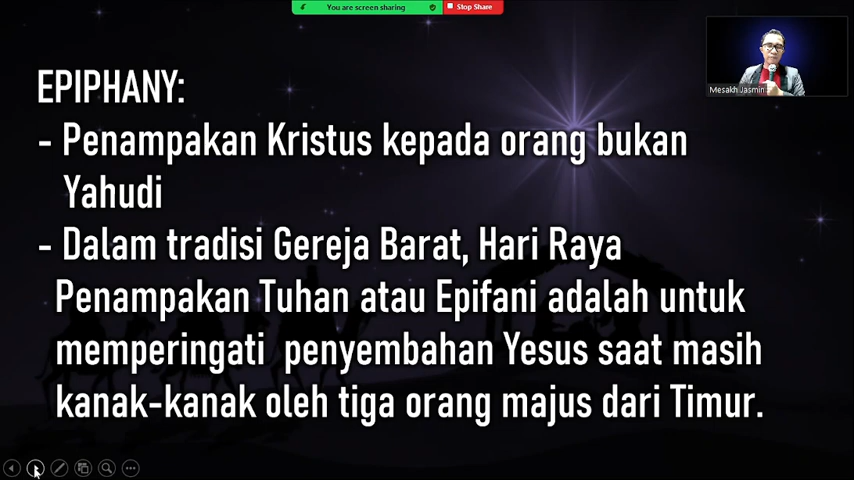 You are screen sharing
Stop Share
Mesakh Jasmin
EPIPHANY:
- Penampakan Kristus kepada orang bukan
Yahudi
- Dalam tradisi Gereja Barat, Hari Raya
Penampakan Tuhan atau Epifani adalah untuk
memperingati penyembahan Yesus saat masih
kanak-kanak oleh tiga orang majus dari Timur.